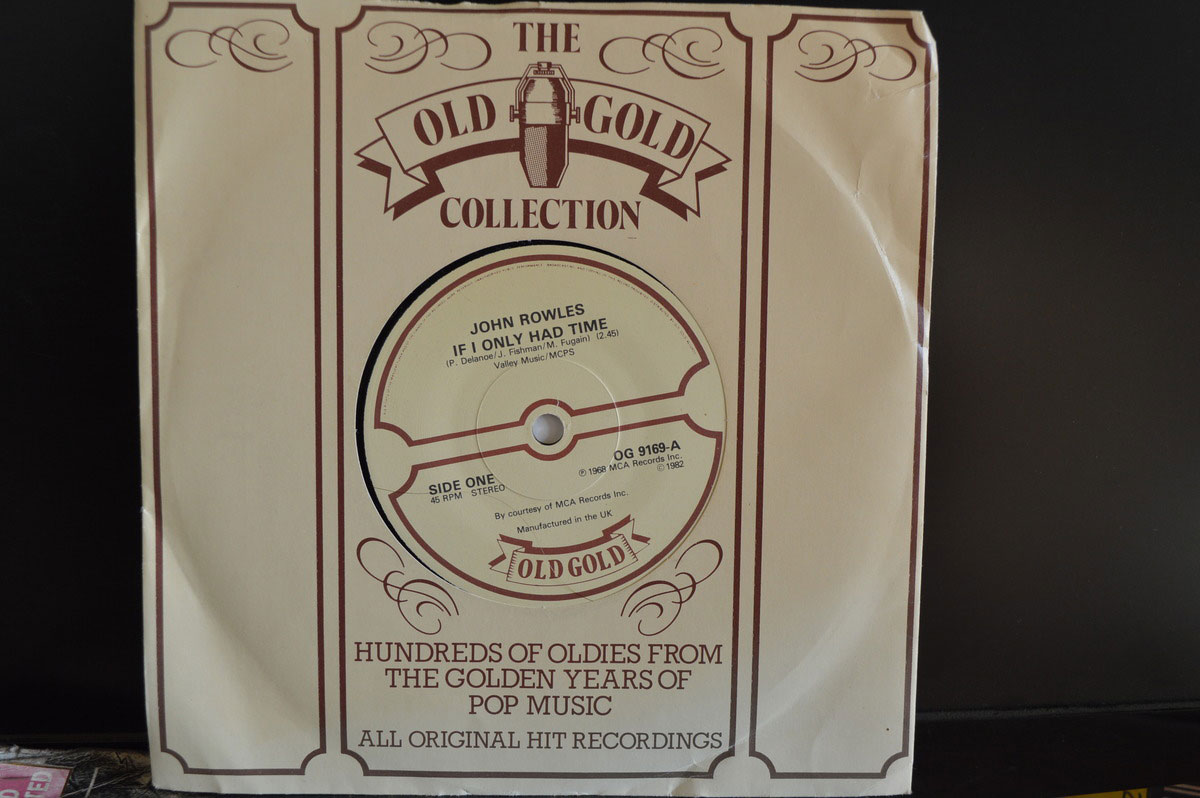 THE
OLD GOLD
COLLECTION
JOHN ROWLES
IF I ONLY HAD TIME
(P. Delanoe/J. Fishman/M. Fugain) (2.45)
Valley Music/MCPS
SIDE ONE
45 RPM STEREO
OG 9169-A
℗ 1968 MCA Records Inc.
© 1982
By courtesy of MCA Records Inc.
Manufactured in the UK
OLD GOLD
HUNDREDS OF OLDIES FROM
THE GOLDEN YEARS OF
POP MUSIC
ALL ORIGINAL HIT RECORDINGS